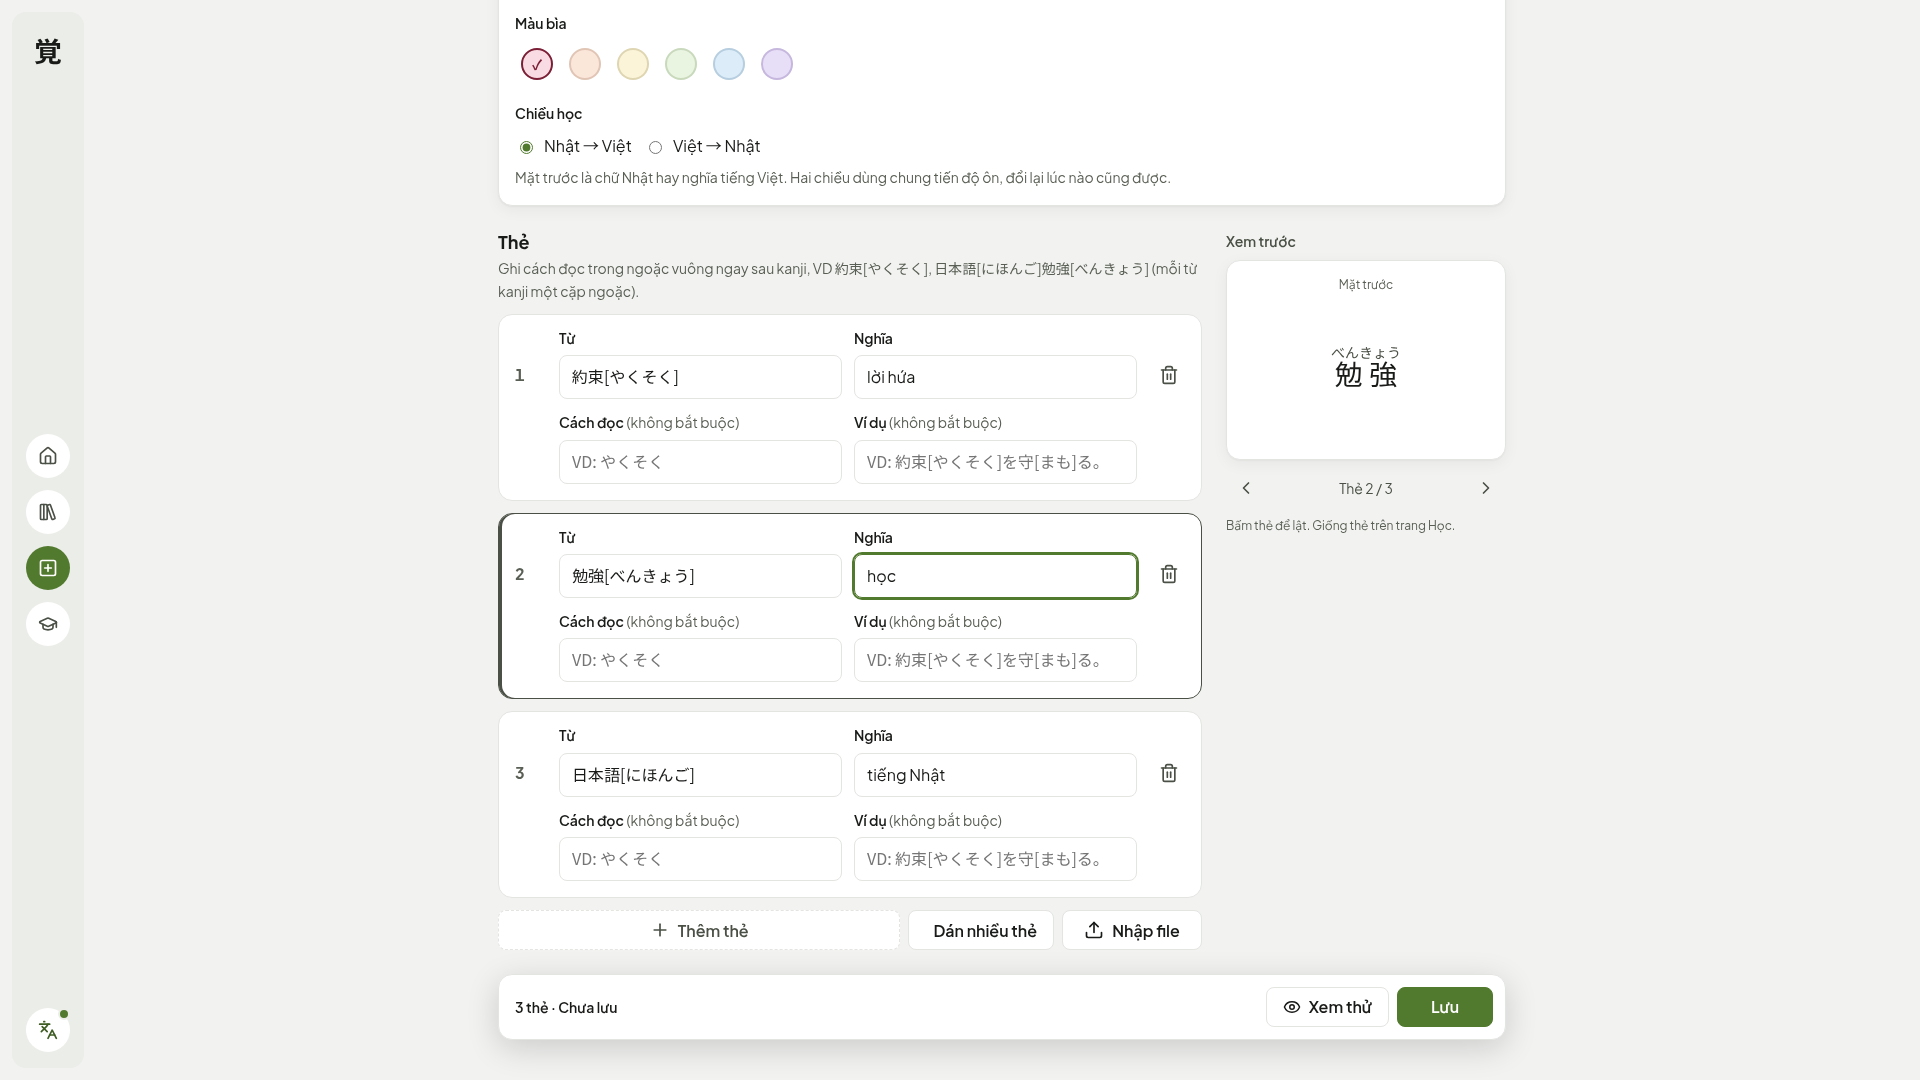 覚
Màu bìa
Chiều học
Nhật → Việt
Việt → Nhật
Mặt trước là chữ Nhật hay nghĩa tiếng Việt. Hai chiều dùng chung tiến độ ôn, đổi lại lúc nào cũng được.
Thẻ
Ghi cách đọc trong ngoặc vuông ngay sau kanji, VD 約束[やくそく], 日本語[にほんご]勉強[べんきょう] (mỗi từ
kanji một cặp ngoặc).
1
Từ
約束[やくそく]
Nghĩa
lời hứa
Cách đọc (không bắt buộc)
VD: やくそく
Ví dụ (không bắt buộc)
VD: 約束[やくそく]を守[まも]る。
2
Từ
勉強[べんきょう]
Nghĩa
học
Cách đọc (không bắt buộc)
VD: やくそく
Ví dụ (không bắt buộc)
VD: 約束[やくそく]を守[まも]る。
3
Từ
日本語[にほんご]
Nghĩa
tiếng Nhật
Cách đọc (không bắt buộc)
VD: やくそく
Ví dụ (không bắt buộc)
VD: 約束[やくそく]を守[まも]る。
Thêm thẻ
Dán nhiều thẻ
Nhập file
Xem trước
Mặt trước
べんきょう
勉強
Thẻ 2 / 3
Bấm thẻ để lật. Giống thẻ trên trang Học.
3 thẻ · Chưa lưu
Xem thử
Lưu